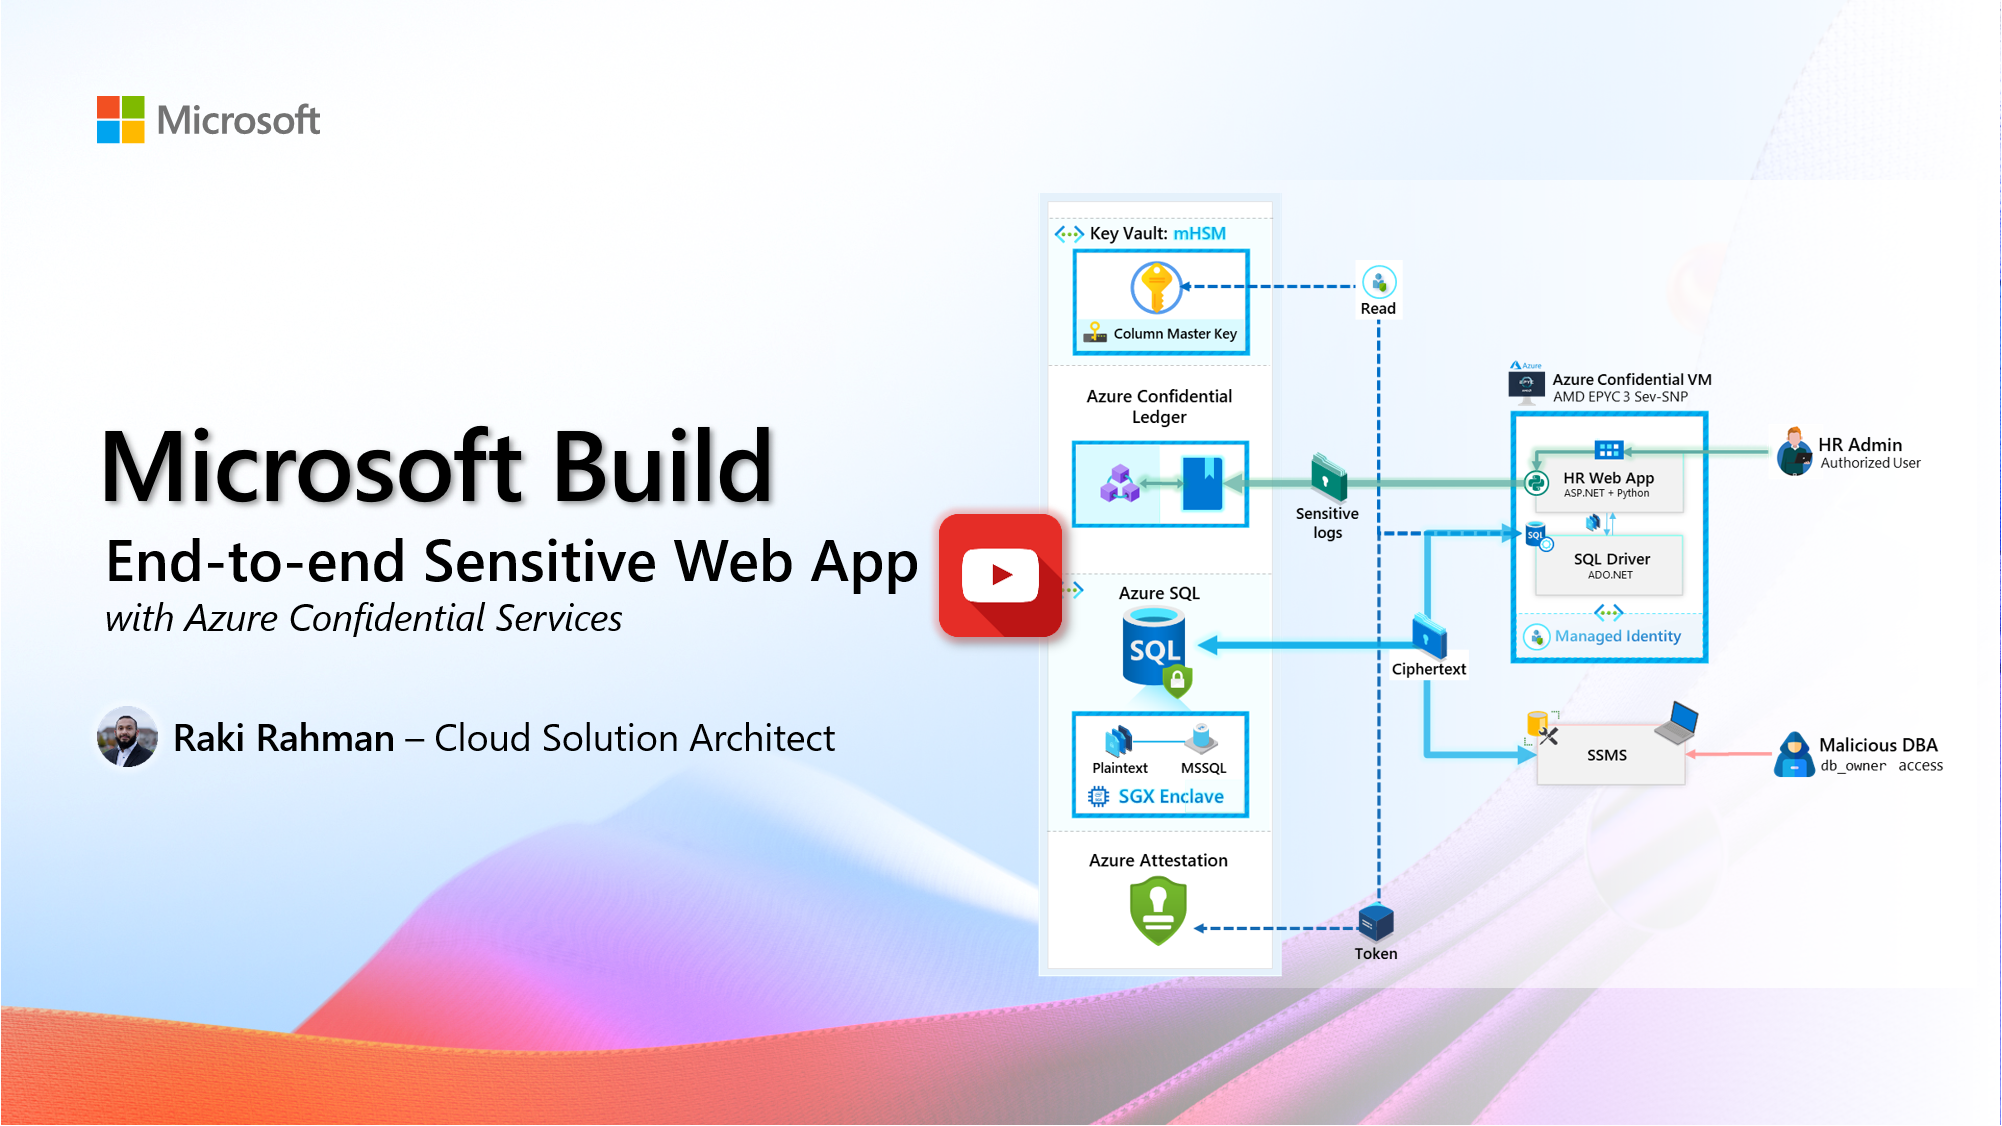 Microsoft
Microsoft Build
End-to-end Sensitive Web App
with Azure Confidential Services
Raki Rahman – Cloud Solution Architect
Key Vault: mHSM
Column Master Key
Read
Azure Confidential
Ledger
Sensitive
logs
Azure SQL
SQL
Plaintext
MSSQL
SGX Enclave
Azure Attestation
Token
Ciphertext
Azure
Azure Confidential VM
AMD EPYC 3 Sev-SNP
HR Web App
ASP.NET + Python
SQL
SQL Driver
ADO.NET
Managed Identity
HR Admin
Authorized User
SSMS
Malicious DBA
db_owner access